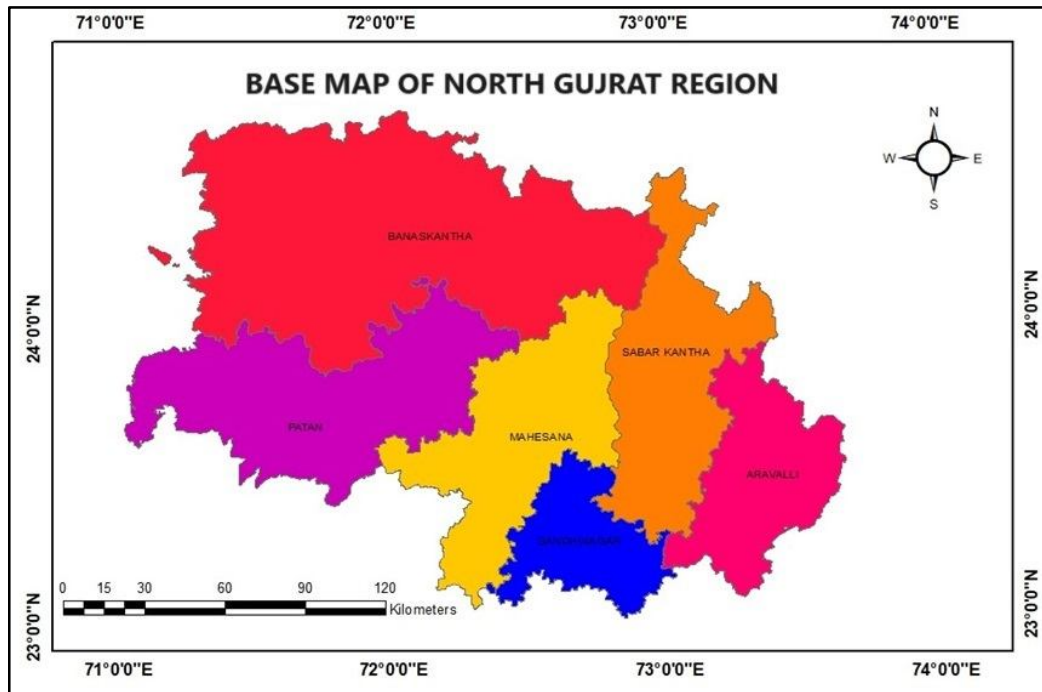 71°0'0"E 72°0'0"E 73°0'0"E 74°0'0"E
BASE MAP OF NORTH GUJRAT REGION
N
W E
S
BANASKANTHA
24°0'0"N
24°0'0"N
SABAR KANTHA
PATAN
MAHESANA
ARAVALLI
GANDHINAGAR
0 15 30 60 90 120
Kilometers
23°0'0"N
23°0'0"N
71°0'0"E 72°0'0"E 73°0'0"E 74°0'0"E